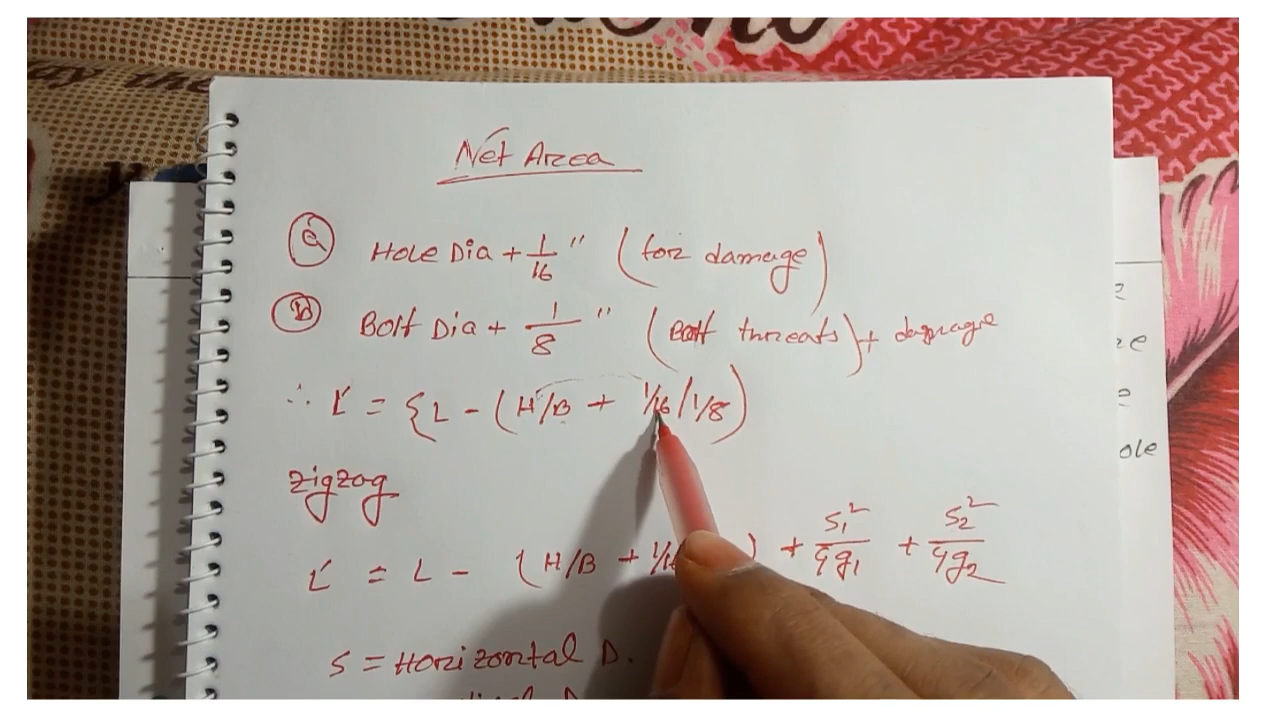 Net Area
(a) Hole Dia + 1/16" (for damage)
(b) Bolt Dia + 1/8" (Bolt threats) + damage
∴ L' = {L - (H/B + 1/16 / 1/8)
zigzag
L' = L - (H/B + 1/1 ) + S₁²/4g₁ + S₂²/4g₂
S = Horizontal D.
ole